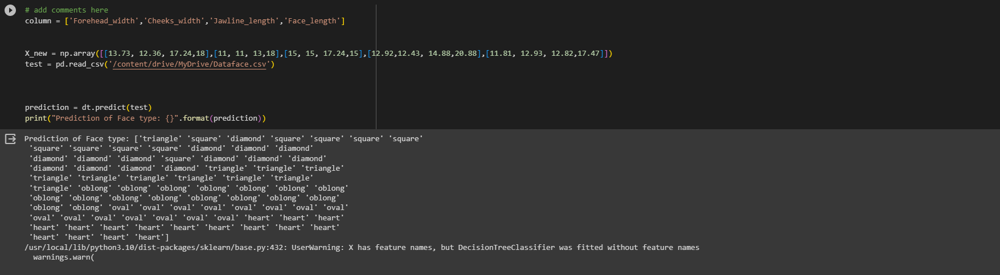 # add comments here
column = ['Forehead_width','Cheeks_width','Jawline_length','Face_length']
X_new = np.array([[13.73, 12.36, 17.24,18],[11, 11, 13,18],[15, 15, 17.24,15],[12.92,12.43, 14.88,20.88],[11.81, 12.93, 12.82,17.47]])
test = pd.read_csv('/content/drive/MyDrive/Dataface.csv')
prediction = dt.predict(test)
print("Prediction of Face type: {}".format(prediction))
Prediction of Face type: ['triangle' 'square' 'diamond' 'square' 'square' 'square' 'square'
'square' 'square' 'square' 'square' 'diamond' 'diamond' 'diamond'
'diamond' 'diamond' 'diamond' 'square' 'diamond' 'diamond' 'diamond'
'diamond' 'diamond' 'diamond' 'diamond' 'triangle' 'triangle' 'triangle'
'triangle' 'triangle' 'triangle' 'triangle' 'triangle' 'triangle'
'triangle' 'oblong' 'oblong' 'oblong' 'oblong' 'oblong' 'oblong' 'oblong'
'oblong' 'oblong' 'oblong' 'oblong' 'oblong' 'oblong' 'oblong' 'oblong'
'oblong' 'oblong' 'oval' 'oval' 'oval' 'oval' 'oval' 'oval' 'oval' 'oval'
'oval' 'oval' 'oval' 'oval' 'oval' 'oval' 'oval' 'heart' 'heart' 'heart'
'heart' 'heart' 'heart' 'heart' 'heart' 'heart' 'heart' 'heart' 'heart'
'heart' 'heart' 'heart' 'heart']
/usr/local/lib/python3.10/dist-packages/sklearn/base.py:432: UserWarning: X has feature names, but DecisionTreeClassifier was fitted without feature names
warnings.warn(